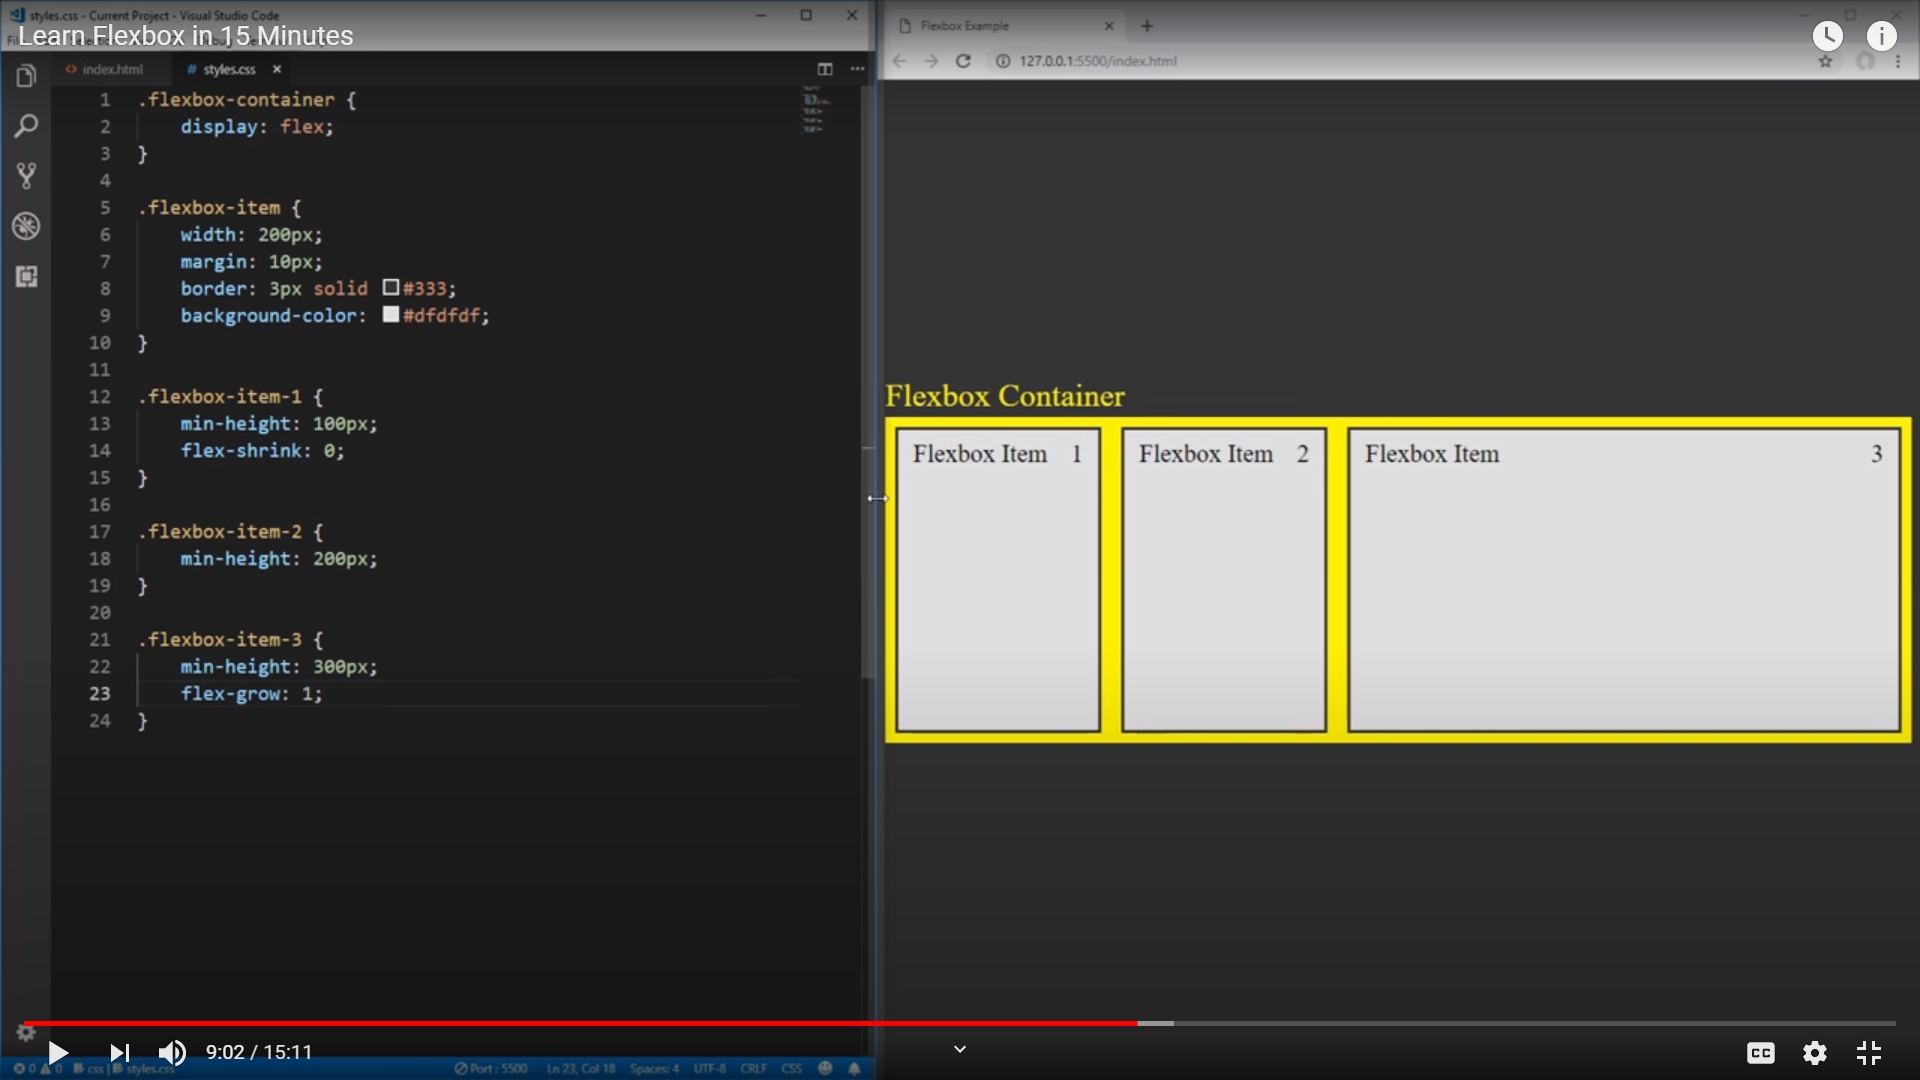 styles.css - Current Project - Visual Studio Code
Learn Flexbox in 15 Minutes
index.html
# styles.css
1 .flexbox-container {
2 display: flex;
3 }
4
5 .flexbox-item {
6 width: 200px;
7 margin: 10px;
8 border: 3px solid #333;
9 background-color: #dfdfdf;
10 }
11
12 .flexbox-item-1 {
13 min-height: 100px;
14 flex-shrink: 0;
15 }
16
17 .flexbox-item-2 {
18 min-height: 200px;
19 }
20
21 .flexbox-item-3 {
22 min-height: 300px;
23 flex-grow: 1;
24 }
Flexbox Example
127.0.0.1:5500/index.html
Flexbox Container
Flexbox Item 1
Flexbox Item 2
Flexbox Item 3
9:02 / 15:11
CC
0 0 css | styles.css
Port : 5500 Ln 23, Col 18 Spaces: 4 UTF-8 CRLF CSS